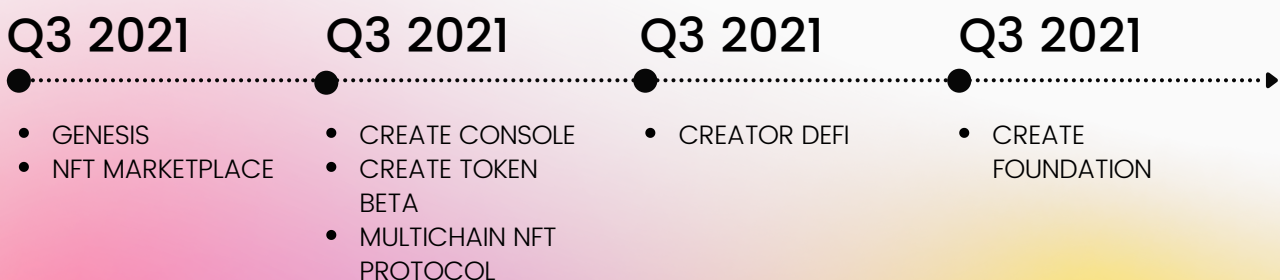 Q3 2021
• GENESIS
• NFT MARKETPLACE
Q3 2021
• CREATE CONSOLE
• CREATE TOKEN
BETA
• MULTICHAIN NFT
PROTOCOL
Q3 2021
• CREATOR DEFI
Q3 2021
• CREATE
FOUNDATION